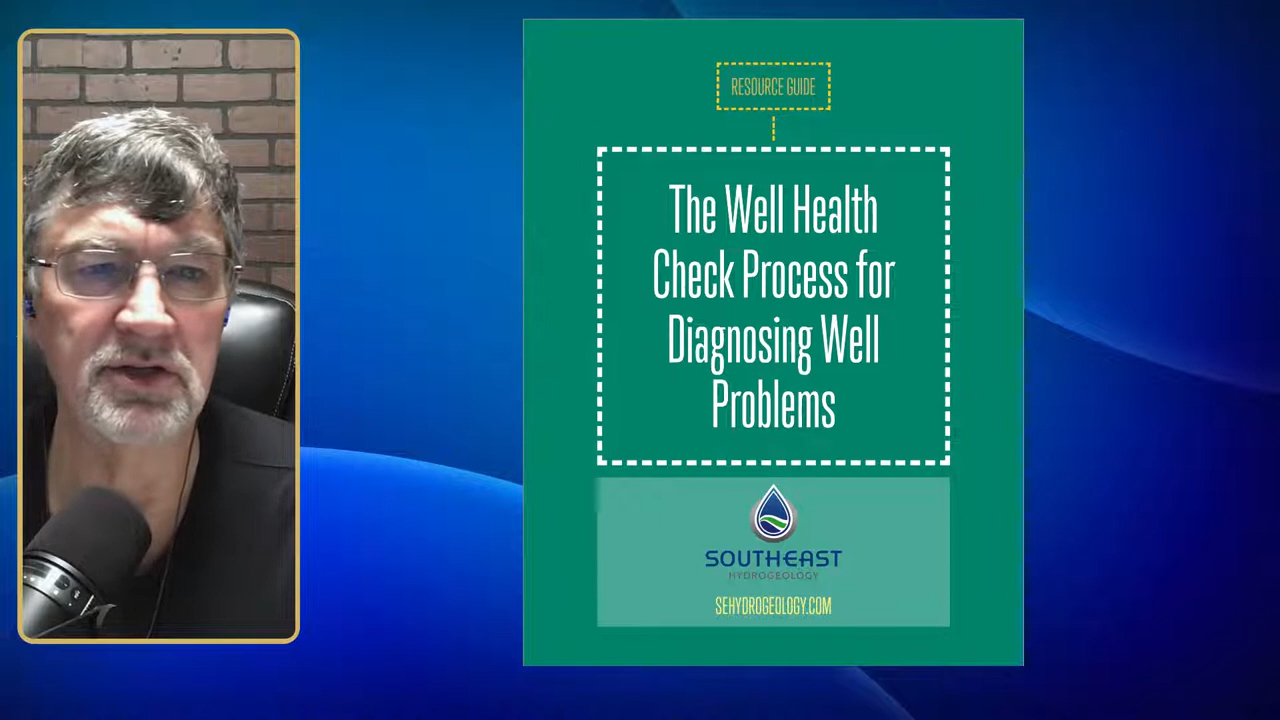 RESOURCE GUIDE
The Well Health
Check Process for
Diagnosing Well
Problems
SOUTHEAST
HYDROGEOLOGY
SEHYDROGEOLOGY.COM